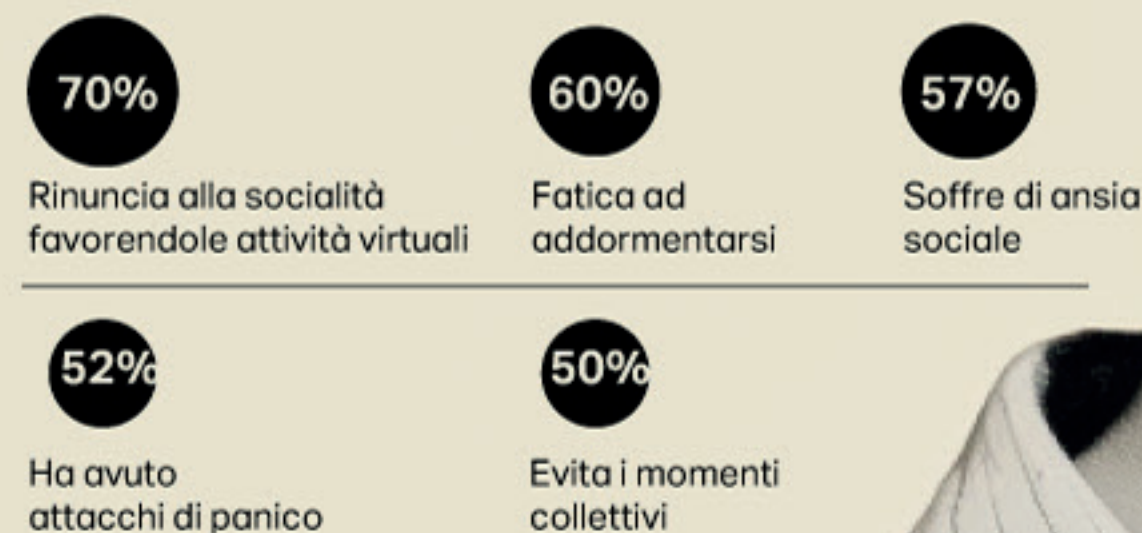 70%
60%
57%
Rinuncia alla socialità
favorendole attività virtuali
Fatica ad
addormentarsi
Soffre di ansia
sociale
52%
50%
Ha avuto
attacchi di panico
Evita i momenti
collettivi